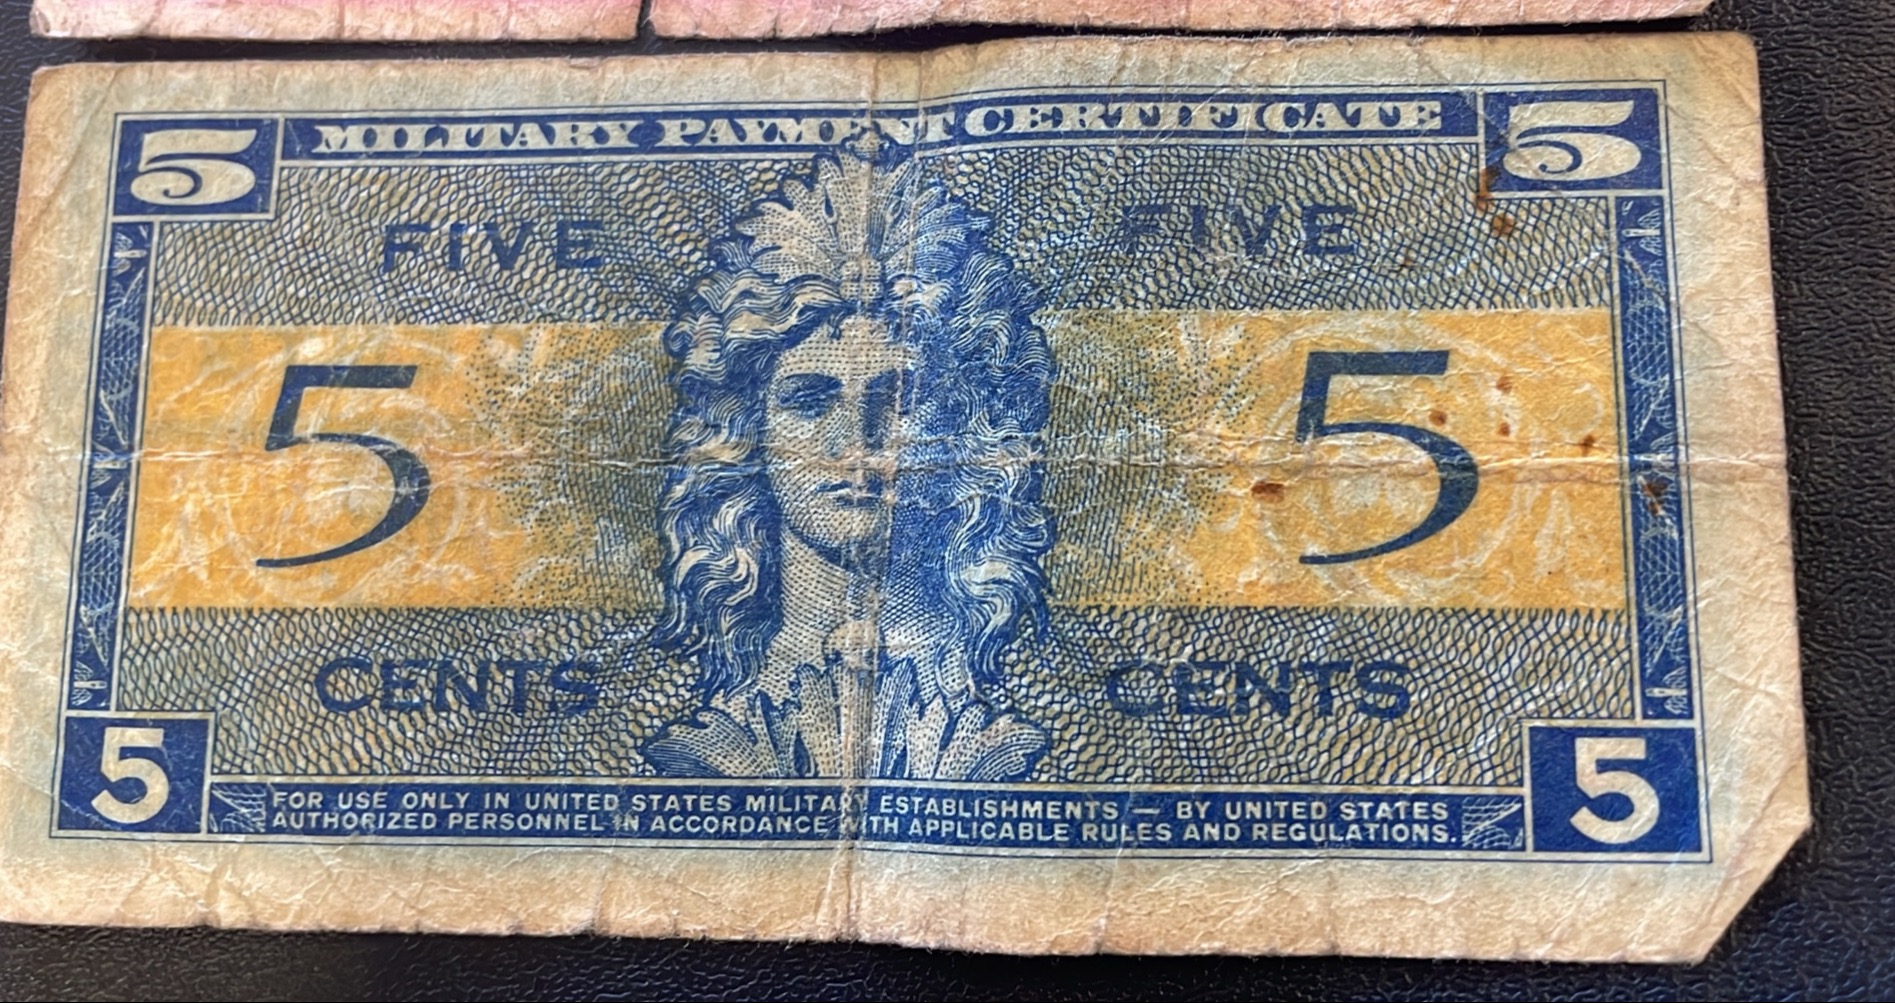 5 MILITARY PAYMENT CERTIFICATE 5
FIVE FIVE
5 5
CENTS CENTS
5 FOR USE ONLY IN UNITED STATES MILITARY ESTABLISHMENTS — BY UNITED STATES 5
AUTHORIZED PERSONNEL IN ACCORDANCE WITH APPLICABLE RULES AND REGULATIONS.